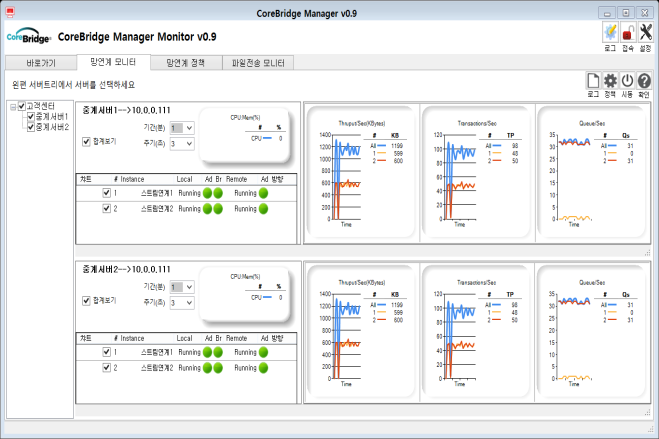 CoreBridge Manager v0.9
CoreBridge CoreBridge Manager Monitor v0.9
로그 접속 설정
바로가기 망연계 모니터 망연계 정책 파일전송 모니터
왼편 서버트리에서 서버를 선택하세요
로그 정책 시동 확인
고객센터
중계서버1
중계서버2
중계서버1-->10,0,0,111
기간(분) 1
합계보기 주기(초) 3
CPU:Mem(%)
# %
CPU 0
챠트 # Instance Local Ad Br Remote Ad 방향
1 스트림연계1 Running Running
2 스트림연계2 Running Running
Thruput/Sec(KBytes)
1400
1200
1000
800
600
400
200
0
Time
# KB
All 1199
1 599
2 600
Transactions/Sec
120
100
80
60
40
20
0
Time
# TP
All 98
1 48
2 50
Queue/Sec
35
30
25
20
15
10
5
0
Time
# Qs
All 31
1 0
2 31
중계서버2-->10,0,0,111
기간(분) 1
합계보기 주기(초) 3
CPU:Mem(%)
# %
CPU 0
챠트 # Instance Local Ad Br Remote Ad 방향
1 스트림연계1 Running Running
2 스트림연계2 Running Running
Thruput/Sec(KBytes)
1400
1200
1000
800
600
400
200
0
Time
# KB
All 1199
1 599
2 600
Transactions/Sec
120
100
80
60
40
20
0
Time
# TP
All 98
1 48
2 50
Queue/Sec
35
30
25
20
15
10
5
0
Time
# Qs
All 31
1 0
2 31